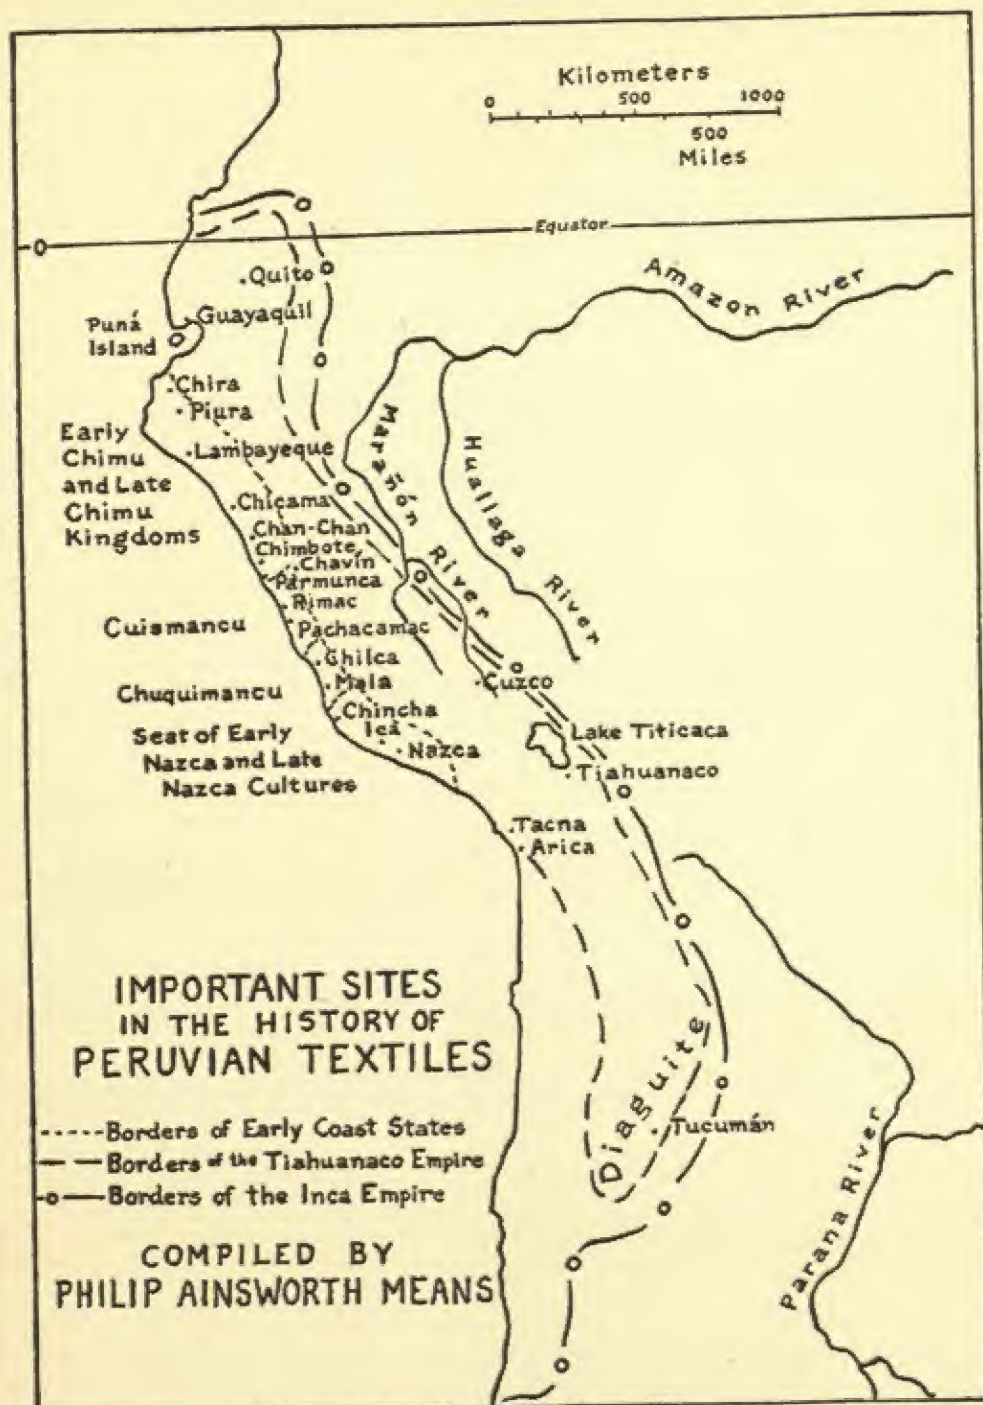 Kilometers
0 500 1000
500
Miles
0
Equator
Amazon River
Quito
Guayaquil
Puná
Island
Chira
Piura
Early
Chimu
and Late
Chimu
Kingdoms
Lambayeque
Marañón River
Huallaga River
Chicama
Chan-Chan
Chimbote
Chavin
Parmunca
Rimac
Cuismancu
Pachacamac
Chilca
Cuzco
Mala
Chuquimancu
Chincha
Ica
Nazca
Lake Titicaca
Tiahuanaco
Seat of Early
Nazca and Late
Nazca Cultures
Tacna
Arica
Diaguite
Tucumán
Parana River
IMPORTANT SITES
IN THE HISTORY OF
PERUVIAN TEXTILES
Borders of Early Coast States
Borders of the Tiahuanaco Empire
Borders of the Inca Empire
COMPILED BY
PHILIP AINSWORTH MEANS